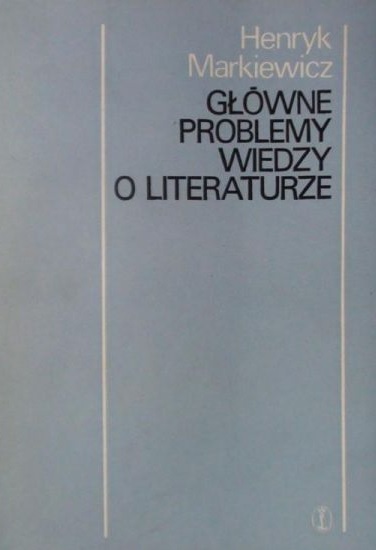 Henryk
Markiewicz
GŁÓWNE
PROBLEMY
WIEDZY
O LITERATURZE